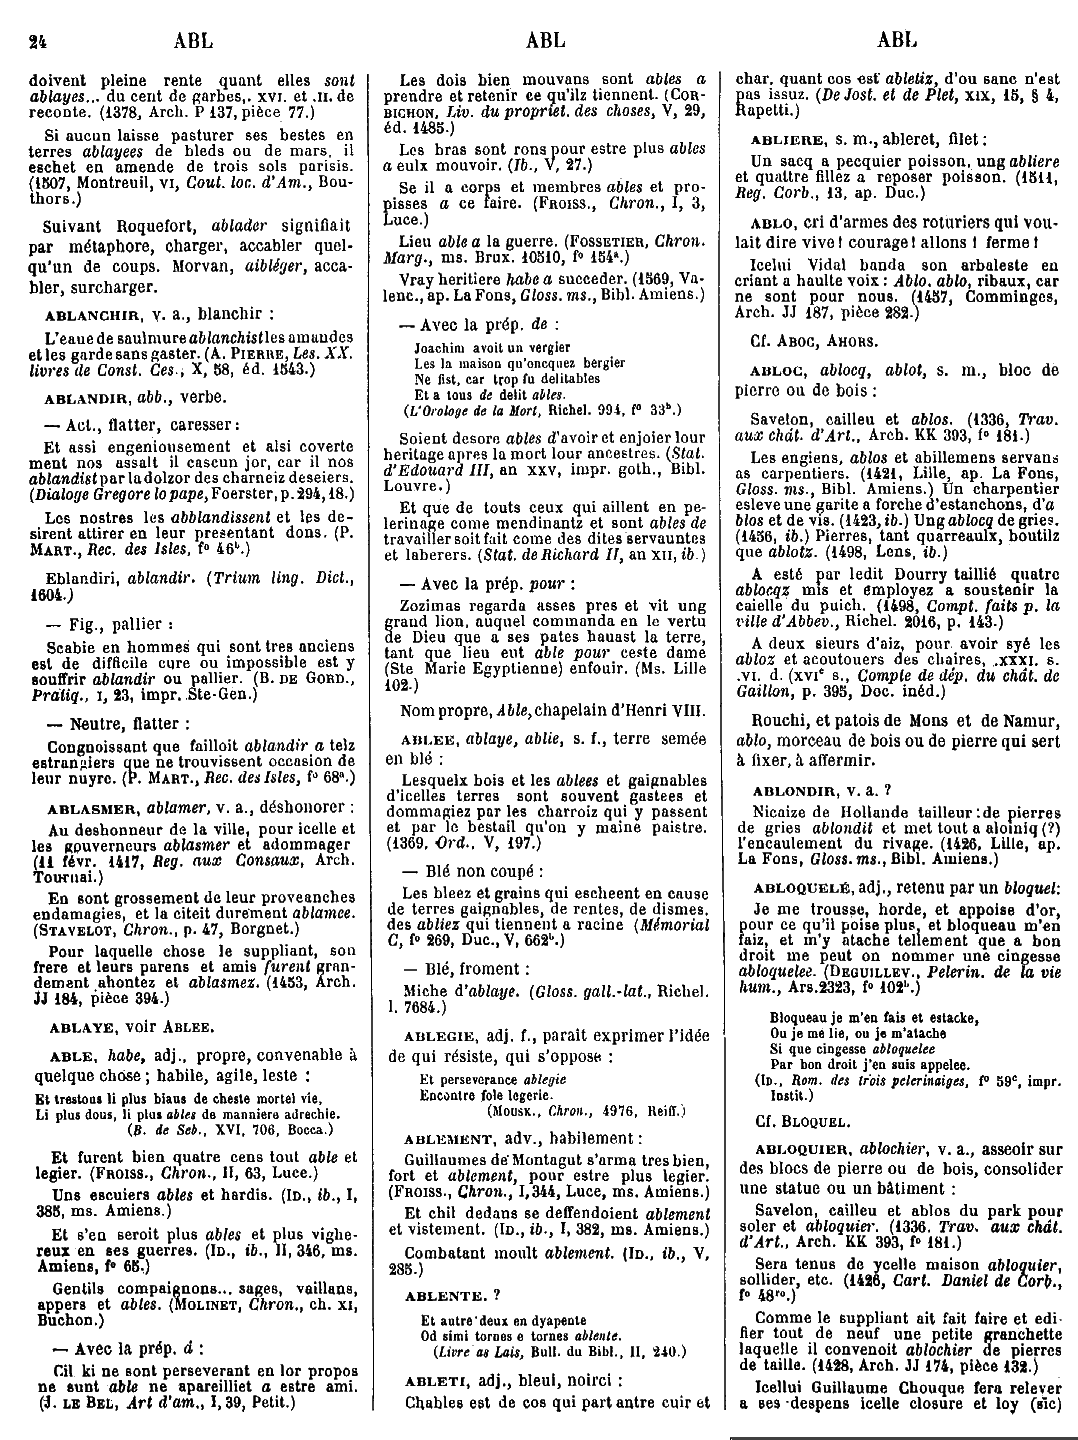 24 ABL ABL ABL
doivent pleine rente quant elles sont
ablayes... du cent de garbes,. XVI. et .II. de
reconte. (1378, Arch. P 137, pièce 77.)
Si aucun laisse pasturer ses bestes en
terres ablayees de bleds ou de mars, il
eschet en amende de trois sols parisis.
(1507, Montreuil, VI, Cout. loc. d'Am., Bou-
thors.)
Suivant Roquefort, ablader signifiait
par métaphore, charger, accabler quel-
qu'un de coups. Morvan, aibléger, acca-
bler, surcharger.
ABLANCHIR, v. a., blanchir :
L'eaue de saulmure ablanchist les amandes
et les garde sans gaster. (A. PIERRE, Les. XX.
livres de Const. Ces., X, 58, éd. 1543.)
ABLANDIR, abb., verbe.
— Act., flatter, caresser :
Et assi engeniousement et alsi coverte
ment nos assalt il cascun jor, car il nos
ablandist par la dolzor des charneiz deseiers.
(Dialoge Gregore lo pape, Foerster, p. 294, 18.)
Les nostres les abblandissent et les de-
sirent attirer en leur presentant dons. (P.
MART., Rec. des Isles, f° 46ᵇ.)
Eblandiri, ablandir. (Trium ling. Dict.,
1604.)
— Fig., pallier :
Scabie en hommes qui sont tres anciens
est de difficile cure ou impossible est y
souffrir ablandir ou pallier. (B. DE GORD.,
Pratiq., I, 23, impr. Ste-Gen.)
— Neutre, flatter :
Congnoissant que failloit ablandir a telz
estrangiers que ne trouvissent occasion de
leur nuyre. (P. MART., Rec. des Isles, f° 68ᵃ.)
ABLASMER, ablamer, v. a., déshonorer :
Au deshonneur de la ville, pour icelle et
les gouverneurs ablasmer et adommager
(11 févr. 1417, Reg. aux Consaux, Arch.
Tournai.)
En sont grossement de leur proveanches
endamagies, et la citeit durement ablamee.
(STAVELOT, Chron., p. 47, Borgnet.)
Pour laquelle chose le suppliant, son
frere et leurs parens et amis furent gran-
dement ahontez et ablasmez. (1453, Arch.
JJ 184, pièce 394.)
ABLAYE, voir ABLEE.
ABLE, habe, adj., propre, convenable à
quelque chose ; habile, agile, leste :
Et trestous li plus biaus de cheste mortel vie,
Li plus dous, li plus ables de manniere adrechie.
(B. de Seb., XVI, 706, Bocca.)
Et furent bien quatre cens tout able et
legier. (FROISS., Chron., II, 63, Luce.)
Uns escuiers ables et hardis. (ID., ib., I,
385, ms. Amiens.)
Et s'en seroit plus ables et plus vighe-
reux en ses guerres. (ID., ib., II, 346, ms.
Amiens, f° 65.)
Gentils compaignons... sages, vaillans,
appers et ables. (MOLINET, Chron., ch. XI,
Buchon.)
— Avec la prép. à :
Cil ki ne sont perseverant en lor propos
ne sunt able ne apareilliet a estre ami.
(J. LE BEL, Art d'am., I, 39, Petit.)
Les dois bien mouvans sont ables a
prendre et retenir ce qu'ilz tiennent. (COR-
BICHON, Liv. du propriet. des choses, V, 29,
éd. 1485.)
Les bras sont rons pour estre plus ables
a eulx mouvoir. (Ib., V, 27.)
Se il a corps et membres ables et pro-
pisses a ce faire. (FROISS., Chron., I, 3,
Luce.)
Lieu able a la guerre. (FOSSETIER, Chron.
Marg., ms. Brux. 10510, f° 154ᵃ.)
Vray heritiere habe a succeder. (1569, Va-
lenc., ap. La Fons, Gloss. ms., Bibl. Amiens.)
— Avec la prép. de :
Joachim avoit un vergier
Les la maison qu'oncquez bergier
Ne fist, car trop fu delitables
Et a tous de delit ables.
(L'Orologe de la Mort, Richel. 994, f° 33ᵇ.)
Soient desore ables d'avoir et enjoier lour
heritage apres la mort lour ancestres. (Stat.
d'Edouard III, an XXV, impr. goth., Bibl.
Louvre.)
Et que de touts ceux qui aillent en pe-
lerinage come mendinantz et sont ables de
travailler soit fait come des dites servauntes
et laberers. (Stat. de Richard II, an XII, ib.)
— Avec la prép. pour :
Zozimas regarda asses pres et vit ung
grand lion, auquel commanda en le vertu
de Dieu que a ses pates hauast la terre,
tant que lieu eut able pour ceste dame
(Ste Marie Egyptienne) enfouir. (Ms. Lille
102.)
Nom propre, Able, chapelain d'Henri VIII.
ABLEE, ablaye, ablie, s. f., terre semée
en blé :
Lesquelx bois et les ablees et gaignables
d'icelles terres sont souvent gastees et
dommagiez par les charroiz qui y passent
et par le bestail qu'on y maine paistre.
(1369, Ord., V, 197.)
— Blé non coupé :
Les bleez et grains qui escheent en cause
de terres gaignables, de rentes, de dismes,
des abliez qui tiennent a racine (Mémorial
C, f° 269, Duc., V, 662ᵇ.)
— Blé, froment :
Miche d'ablaye. (Gloss. gall.-lat., Richel.
l. 7684.)
ABLEGIE, adj. f., paraît exprimer l'idée
de qui résiste, qui s'oppose :
Et perseverance ablegie
Encontre fole legerie.
(MOUSK., Chron., 4976, Reiff.)
ABLEMENT, adv., habilement :
Guillaumes de Montagut s'arma tres bien,
fort et ablement, pour estre plus legier.
(FROISS., Chron., I, 344, Luce, ms. Amiens.)
Et chil dedans se deffendoient ablement
et vistement. (ID., ib., I, 382, ms. Amiens.)
Combatant moult ablement. (ID., ib., V,
285.)
ABLENTE. ?
Et autre deux en dyapente
Od simi tornes e tornes ablente.
(Livre as Lais, Bull. du Bibl., II, 240.)
ABLETI, adj., bleui, noirci :
Chables est de cos qui part antre cuir et
char, quant cos est abletiz, d'ou sanc n'est
pas issuz. (De Jost. et de Plet, XIX, 15, § 4,
Rapetti.)
ABLIERE, s. m., ableret, filet :
Un sacq a pecquier poisson, ung abliere
et quattre fillez a reposer poisson. (1511,
Reg. Corb., 13, ap. Duc.)
ABLO, cri d'armes des roturiers qui vou-
lait dire vive ! courage ! allons ! ferme !
Icelui Vidal banda son arbaleste en
criant a haulte voix : Ablo, ablo, ribaux, car
ne sont pour nous. (1457, Comminges,
Arch. JJ 187, pièce 282.)
Cf. ABOC, AHORS.
ABLOC, ablocq, ablot, s. m., bloc de
pierre ou de bois :
Savelon, cailleu et ablos. (1336, Trav.
aux chât. d'Art., Arch. KK 393, f° 181.)
Les engiens, ablos et abillemens servans
as carpentiers. (1421, Lille, ap. La Fons,
Gloss. ms., Bibl. Amiens.) Un charpentier
esleve une garite a forche d'estanchons, d'a
blos et de vis. (1423, ib.) Ung ablocq de gries.
(1456, ib.) Pierres, tant quarreaulx, boutilz
que ablotz. (1498, Lens, ib.)
A esté par ledit Dourry taillié quatre
ablocqz mis et employez a soustenir la
caielle du puich. (1498, Compt. faits p. la
ville d'Abbev., Richel. 2016, p. 143.)
A deux sieurs d'aiz, pour avoir syé les
abloz et acoutouers des chaires, .XXXI. s.
.VI. d. (XVIᵉ s., Compte de dép. du chât. de
Gaillon, p. 395, Doc. inéd.)
Rouchi, et patois de Mons et de Namur,
ablo, morceau de bois ou de pierre qui sert
à fixer, à affermir.
ABLONDIR, v. a. ?
Nicaize de Hollande tailleur : de pierres
de gries ablondit et met tout a aloiniq (?)
l'encaulement du rivage. (1426, Lille, ap.
La Fons, Gloss. ms., Bibl. Amiens.)
ABLOQUELÉ, adj., retenu par un bloquel:
Je me trousse, horde, et appoise d'or,
pour ce qu'il poise plus, et bloqueau m'en
faiz, et m'y atache tellement que a bon
droit me peut on nommer une cingesse
abloquelee. (DEGUILLEV., Pelerin. de la vie
hum., Ars. 2323, f° 102ᵇ.)
Bloqueau je m'en fais et estacke,
Ou je me lie, ou je m'atache
Si que cingesse abloquelee
Par bon droit j'en suis appelee.
(ID., Rom. des trois pelerinaiges, f° 59ᶜ, impr.
Instit.)
Cf. BLOQUEL.
ABLOQUIER, ablochier, v. a., asseoir sur
des blocs de pierre ou de bois, consolider
une statue ou un bâtiment :
Savelon, cailleu et ablos du park pour
soler et abloquier. (1336. Trav. aux chât.
d'Art., Arch. KK 393, f° 181.)
Sera tenus de ycelle maison abloquier,
sollider, etc. (1426, Cart. Daniel de Corb.,
f° 48ʳᵒ.)
Comme le suppliant ait fait faire et edi-
fier tout de neuf une petite granchette
laquelle il convenoit ablochier de pierres
de taille. (1428, Arch. JJ 174, pièce 132.)
Icellui Guillaume Chouque fera relever
a ses despens icelle closure et loy (sic)